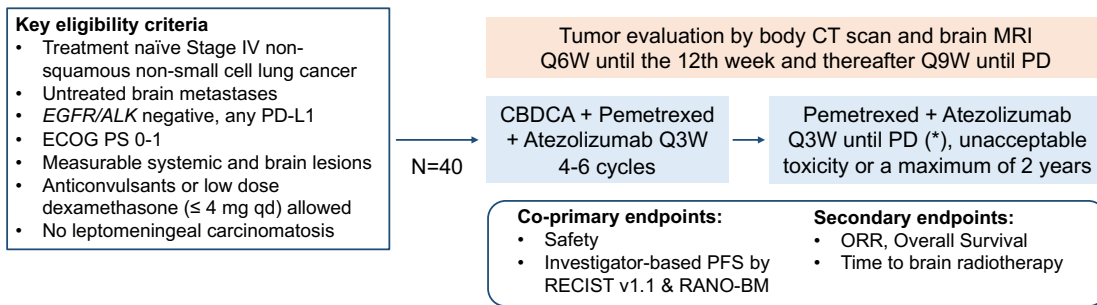 Key eligibility criteria
• Treatment naïve Stage IV non-
squamous non-small cell lung cancer
• Untreated brain metastases
• EGFR/ALK negative, any PD-L1
• ECOG PS 0-1
• Measurable systemic and brain lesions
• Anticonvulsants or low dose
dexamethasone (≤ 4 mg qd) allowed
• No leptomeningeal carcinomatosis
N=40
Tumor evaluation by body CT scan and brain MRI
Q6W until the 12th week and thereafter Q9W until PD
CBDCA + Pemetrexed
+ Atezolizumab Q3W
4-6 cycles
Pemetrexed + Atezolizumab
Q3W until PD (*), unacceptable
toxicity or a maximum of 2 years
Co-primary endpoints:
• Safety
• Investigator-based PFS by
RECIST v1.1 & RANO-BM
Secondary endpoints:
• ORR, Overall Survival
• Time to brain radiotherapy